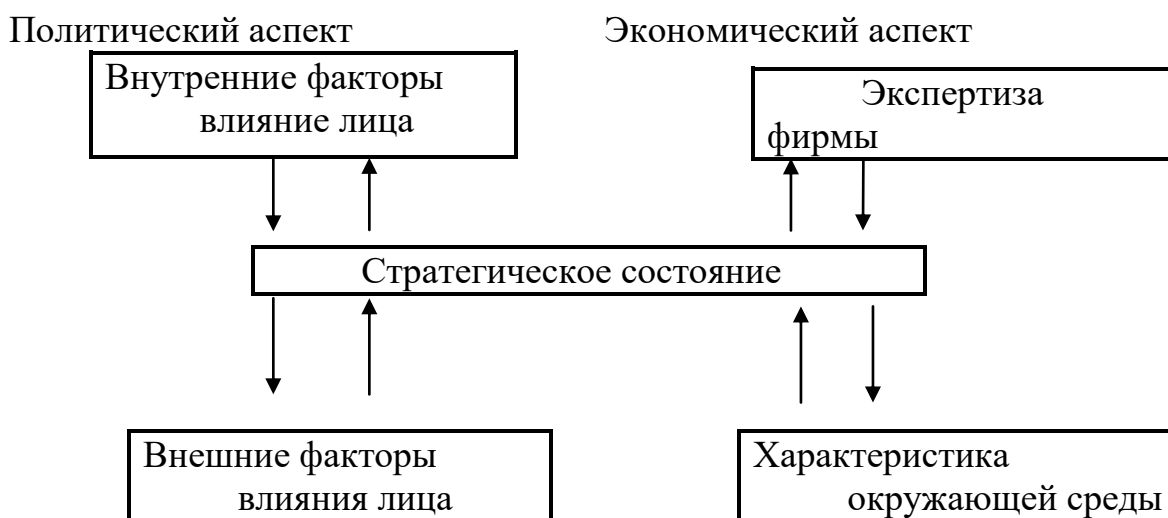 Политический аспект
Экономический аспект
Внутренние факторы
влияние лица
Экспертиза
фирмы
Стратегическое состояние
Внешние факторы
влияния лица
Характеристика
окружающей среды